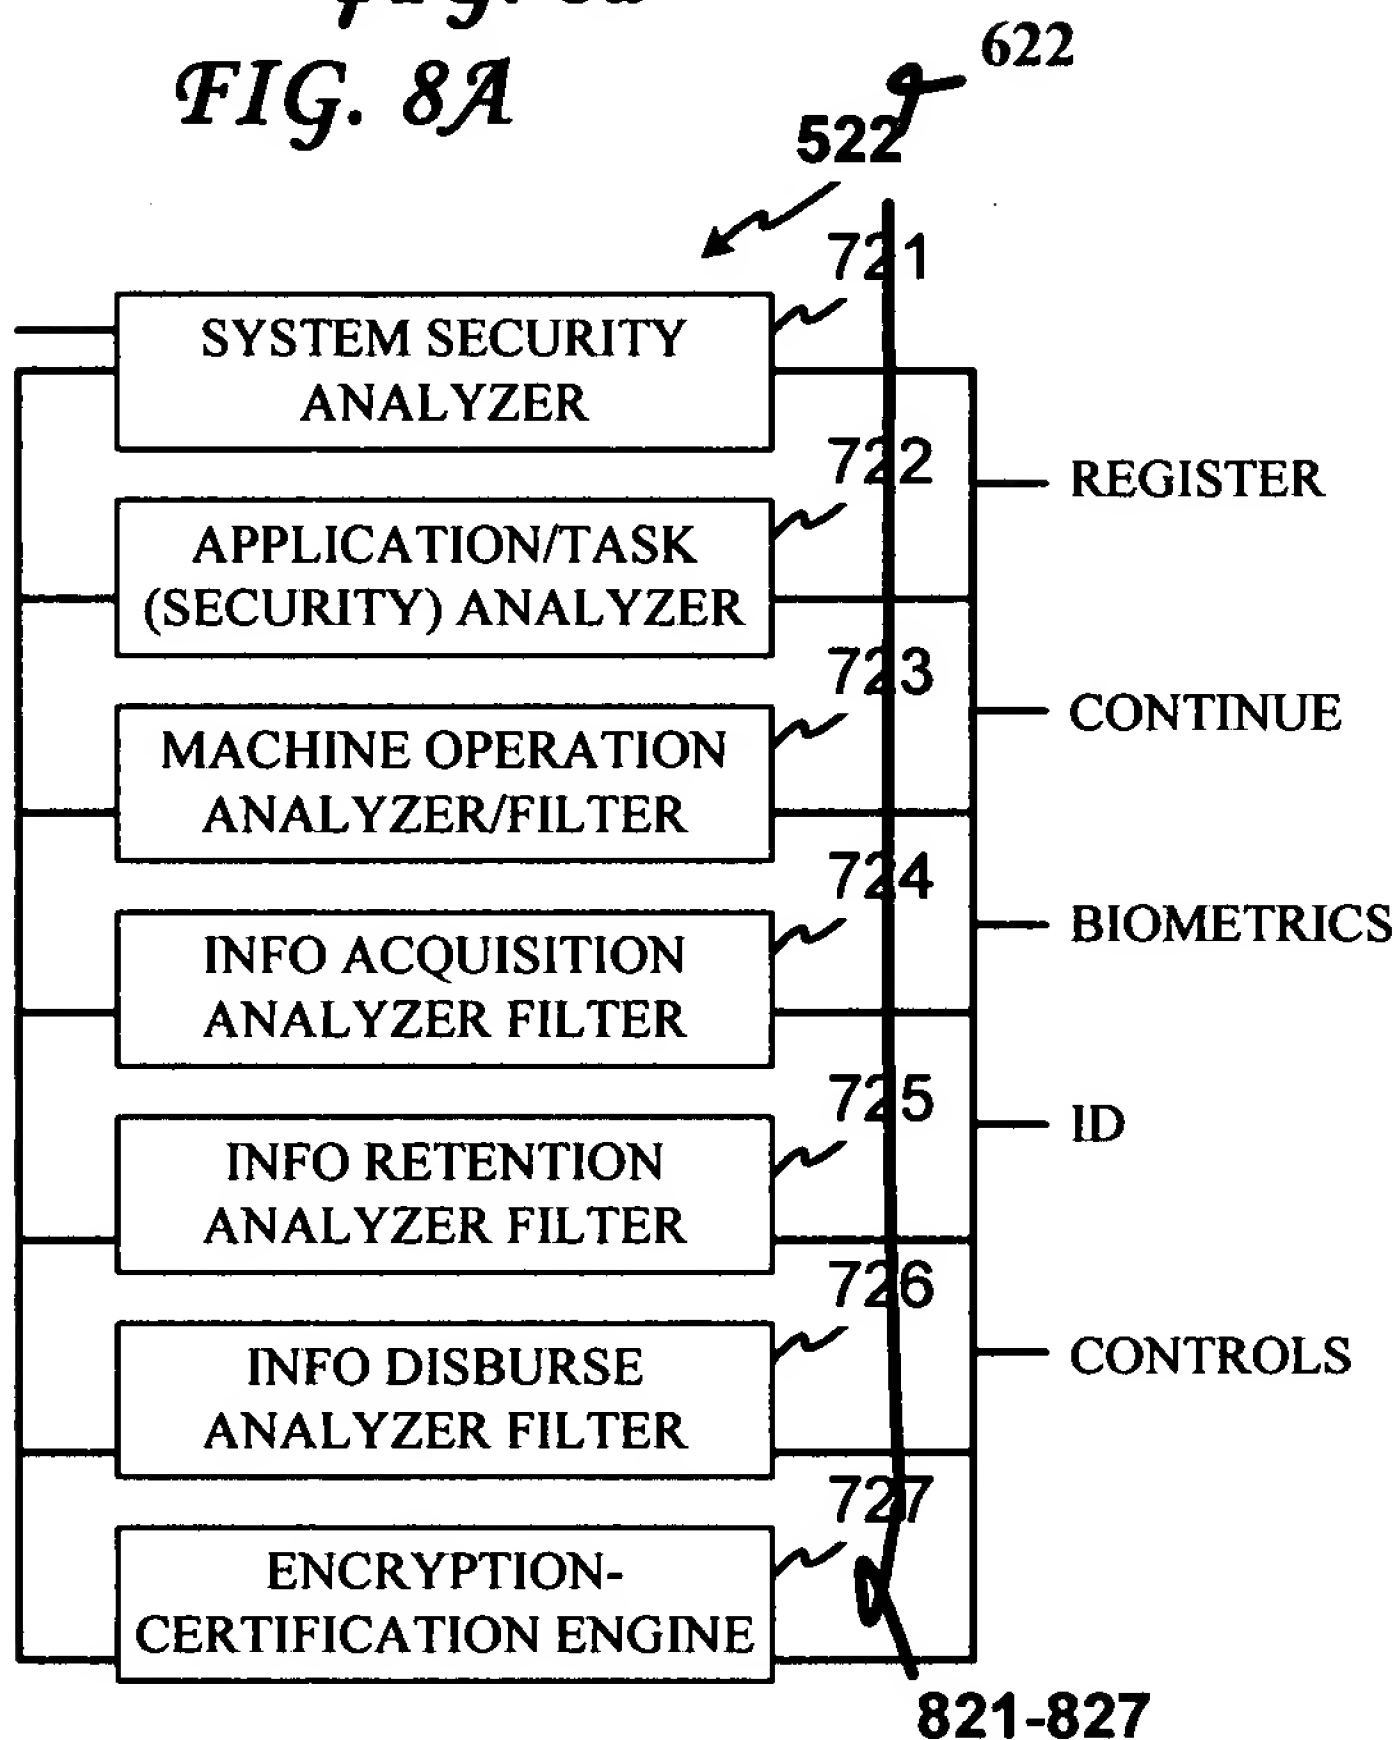 FIG. 8A
622
522
721
SYSTEM SECURITY
ANALYZER
722
REGISTER
APPLICATION/TASK
(SECURITY) ANALYZER
723
CONTINUE
MACHINE OPERATION
ANALYZER/FILTER
724
BIOMETRICS
INFO ACQUISITION
ANALYZER FILTER
725
ID
INFO RETENTION
ANALYZER FILTER
726
CONTROLS
INFO DISBURSE
ANALYZER FILTER
727
ENCRYPTION-
CERTIFICATION ENGINE
821-827